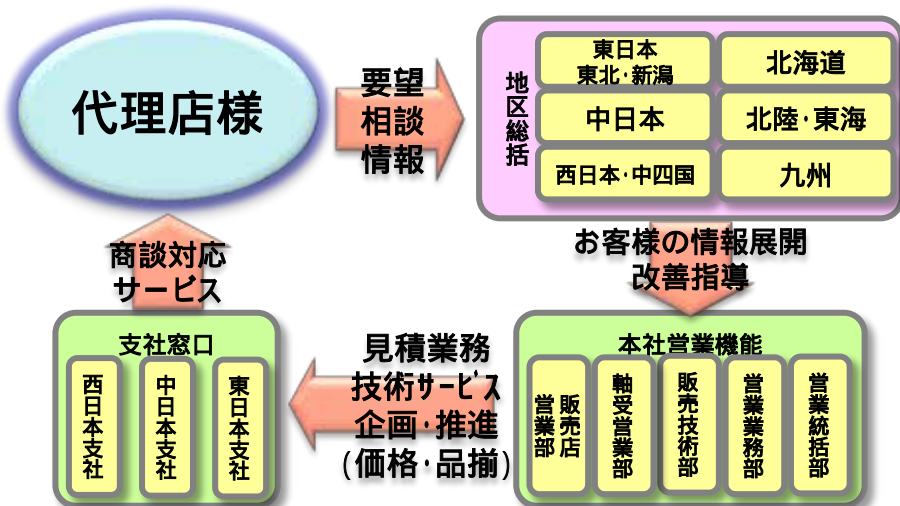 代理店様
要望
相談
情報
地区総括
東日本
東北・新潟
北海道
中日本
北陸・東海
西日本・中四国
九州
お客様の情報展開
改善指導
本社営業機能
販売店
営業部
軸受営業部
販売技術部
営業業務部
営業統括部
見積業務
技術サービス
企画・推進
(価格・品揃)
支社窓口
西日本支社
中日本支社
東日本支社
商談対応
サービス